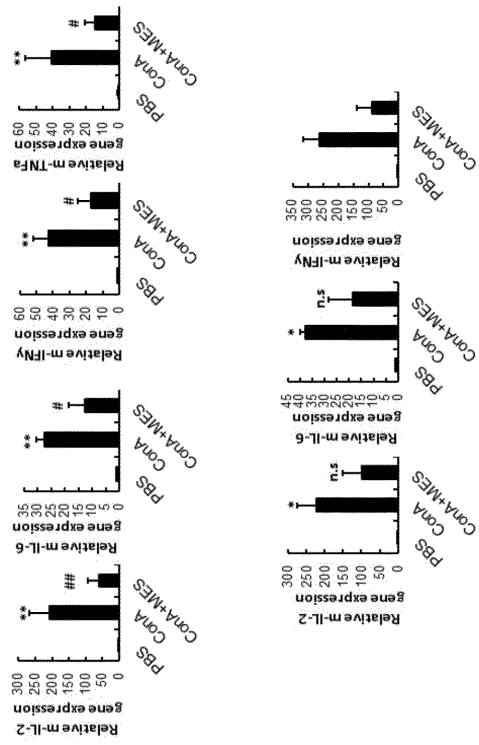 Relative m-IL-2
gene expression
300
250
200
150
100
50
0
**
##
PBS
ConA
ConA+MES
Relative m-IL-6
gene expression
35
30
25
20
15
10
5
0
**
#
PBS
ConA
ConA+MES
Relative m-IFNγ
gene expression
60
50
40
30
20
10
0
**
#
PBS
ConA
ConA+MES
Relative m-TNFa
gene expression
60
50
40
30
20
10
0
**
#
PBS
ConA
ConA+MES
Relative m-IL-2
gene expression
300
250
200
150
100
50
0
*
n.s
PBS
ConA
ConA+MES
Relative m-IL-6
gene expression
45
40
35
30
25
20
15
10
5
0
*
n.s
PBS
ConA
ConA+MES
Relative m-IFNγ
gene expression
350
300
250
200
150
100
50
0
PBS
ConA
ConA+MES